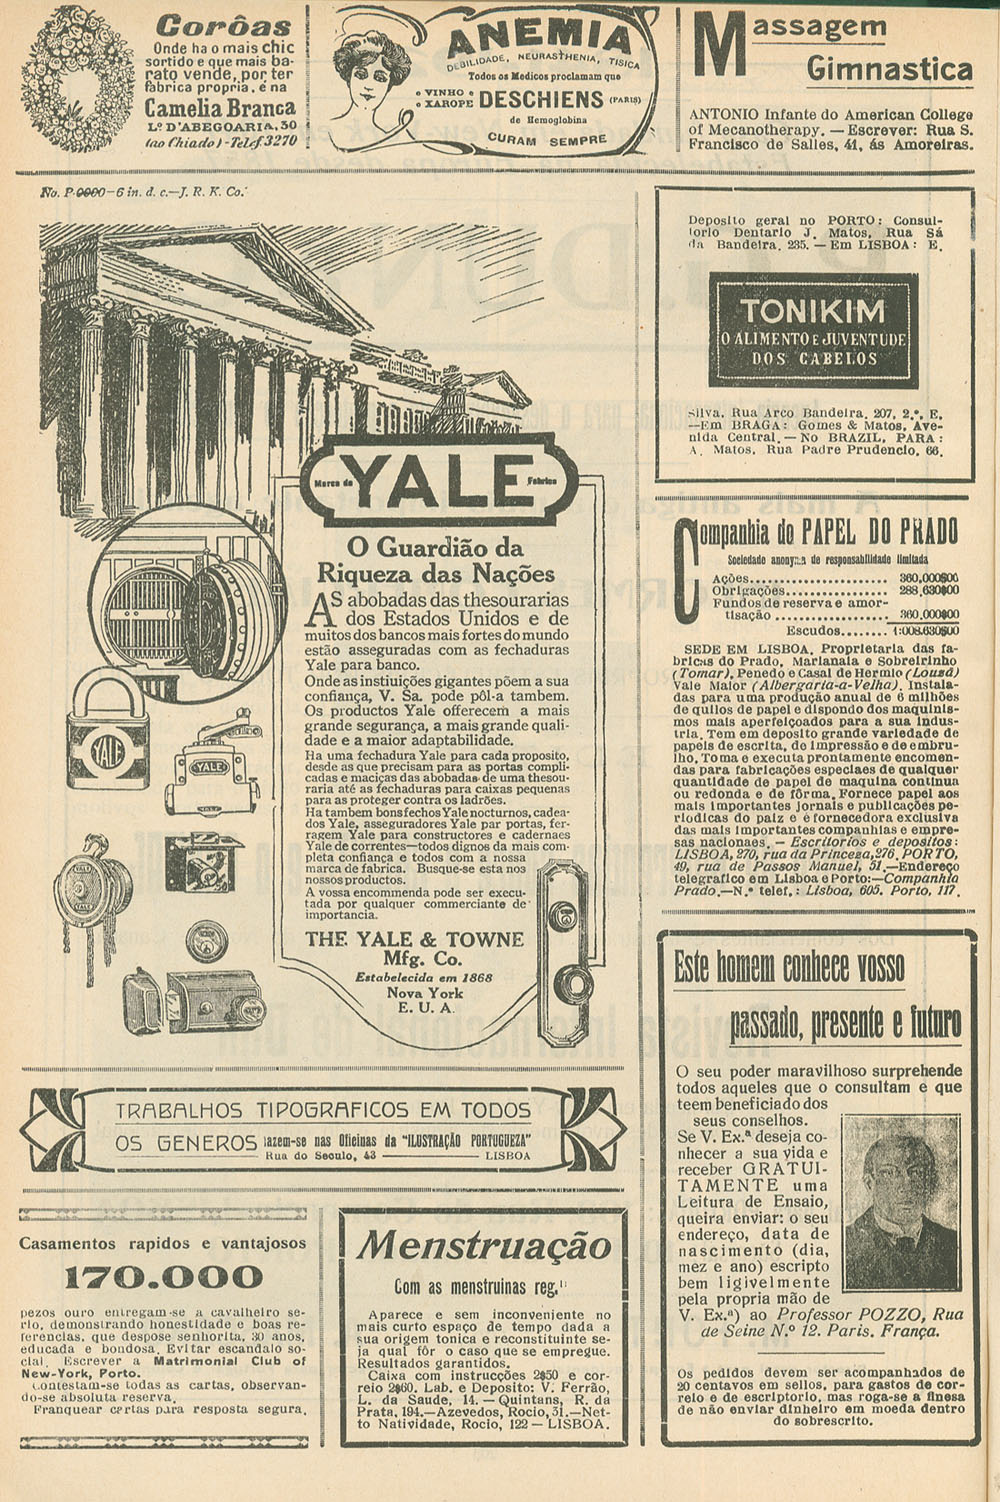 Corôas
Onde ha o mais chic
sortido e que mais ba-
rato vende, por ter
fabrica propria, é na
Camelia Branca
L.º D'ABEGOARIA, 50
(ao Chiado) - Telef. 3270
ANEMIA
DEBILIDADE, NEURASTHENIA, TISICA
Todos os Medicos proclamam que
O VINHO e
O XAROPE DESCHIENS (PARIS)
de Hemoglobina
CURAM SEMPRE
Massagem
Gimnastica
ANTONIO Infante do American College
of Mecanotherapy. — Escrever: Rua S.
Francisco de Salles, 41, ás Amoreiras.
No. P-0000-6 in. d. c.—J. R. K. Co.
Marca de YALE Fabrica
O Guardião da
Riqueza das Nações
AS abobadas das thesourarias
dos Estados Unidos e de
muitos dos bancos mais fortes do mundo
estão asseguradas com as fechaduras
Yale para banco.
Onde as instiuições gigantes põem a sua
confiança, V. Sa. pode pôl-a tambem.
Os productos Yale offerecem a mais
grande segurança, a mais grande quali-
dade e a maior adaptabilidade.
Ha uma fechadura Yale para cada proposito,
desde as que precisam para as portas compli-
cadas e maciças das abobadas de uma thesou-
raria até as fechaduras para caixas pequenas
para as proteger contra os ladrões.
Ha tambem bons fechos Yale nocturnos, cadea-
dos Yale, asseguradores Yale par portas, fer-
ragem Yale para constructores e cadernaes
Yale de correntes—todos dignos da mais com-
pleta confiança e todos com a nossa
marca de fabrica. Busque-se esta nos
nossos productos.
A vossa encomenda pode ser execu-
tada por qualquer commerciante de
importancia.
THE YALE & TOWNE
Mfg. Co.
Estabelecida em 1868
Nova York
E. U. A.
YALE
YALE
YALE
YALE
TRABALHOS TIPOGRAFICOS EM TODOS
OS GENEROS fazem-se nas Oficinas da "ILUSTRAÇÃO PORTUGUEZA"
Rua do Seculo, 43 — LISBOA
Casamentos rapidos e vantajosos
170.000
pezos ouro entregam-se a cavalheiro se-
rio, demonstrando honestidade e boas re-
ferencias, que despose senhorita, 30 anos,
educada e bondosa. Evitar escandalo so-
cial. Escrever a Matrimonial Club of
New-York, Porto.
Contestam-se todas as cartas, observan-
do-se absoluta reserva.
Franquear certas para resposta segura.
Menstruação
Com as menstruinas reg.
Aparece e sem inconveniente no
mais curto espaço de tempo dada a
sua origem tonica e reconstituinte se-
ja qual fôr o caso que se empregue.
Resultados garantidos.
Caixa com instrucções 2$50 e cor-
reio 2$60. Lab. e Deposito: V. Ferrão,
L. da Saude, 14. — Quintans, R. da
Prata, 194.—Azevedos, Rocio, 31.—Net-
to Natividade, Rocio, 122 — LISBOA.
Deposito geral no PORTO: Consul-
torio Dentario J. Matos, Rua Sá
da Bandeira, 235. — Em LISBOA: E.
TONIKIM
O ALIMENTO E JUVENTUDE
DOS CABELOS
Silva, Rua Arco Bandeira, 207, 2.º, E.
—Em BRAGA: Gomes & Matos, Ave-
nida Central. — No BRAZIL, PARA:
A. Matos, Rua Padre Prudencio, 66.
Companhia do PAPEL DO PRADO
Sociedade anonyma de responsabilidade limitada
Ações.................... 360,000$00
Obrigações............... 288,630$00
Fundos de reserva e amor-
tisação ................ 360.000$00
Escudos....... 1:008.630$00
SEDE EM LISBOA. Proprietaria das fa-
bricas do Prado, Marianaia e Sobreirinho
(Tomar), Penedo e Casal de Hermio (Lousã)
Vale Maior (Albergaria-a-Velha). Instala-
das para uma produção anual de 6 milhões
de quilos de papel e dispondo dos maquinis-
mos mais aperfeiçoados para a sua indus-
tria. Tem em deposito grande variedade de
papeis de escrita, de impressão e de embru-
lho. Toma e executa prontamente encomen-
das para fabricações especiaes de qualquer
quantidade de papel de maquina continua
ou redonda e de fôrma. Fornece papel aos
mais importantes jornais e publicações pe-
riodicas do paiz e é fornecedora exclusiva
das mais importantes companhias e empre-
sas nacionaes. — Escritorios e depositos:
LISBOA, 270, rua da Princeza, 276. PORTO,
49, rua de Passos Manuel, 51.—Endereço
telegrafico em Lisboa e Porto:—Companhia
Prado.—N.º telef.: Lisboa, 605. Porto, 117.
Este homem conhece vosso
passado, presente e futuro
O seu poder maravilhoso surprehende
todos aqueles que o consultam e que
teem beneficiado dos
seus conselhos.
Se V. Ex.ª deseja co-
nhecer a sua vida e
receber GRATUI-
TAMENTE uma
Leitura de Ensaio,
queira enviar: o seu
endereço, data de
nascimento (dia,
mez e ano) escripto
bem ligivelmente
pela propria mão de
V. Ex.ª) ao Professor POZZO, Rua
de Seine N.º 12. Paris. França.
Os pedidos devem ser acompanhados de
20 centavos em sellos, para gastos de cor-
reio e de escriptorio, mas roga-se a finesa
de não enviar dinheiro em moeda dentro
do sobrescrito.